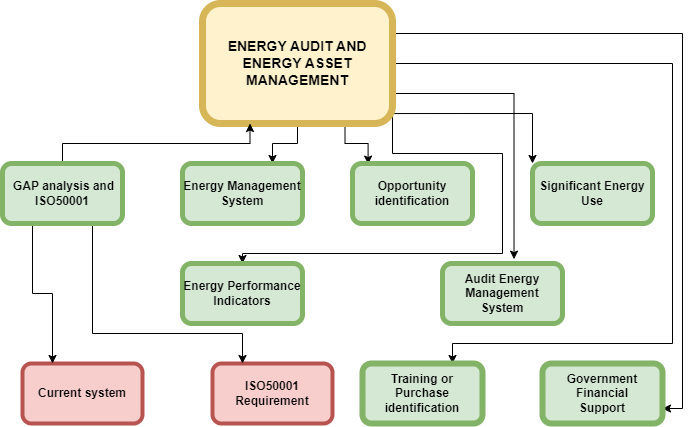 ENERGY AUDIT AND
ENERGY ASSET
MANAGEMENT
GAP analysis and
ISO50001
Energy Management
System
Opportunity
identification
Significant Energy
Use
Energy Performance
Indicators
Audit Energy
Management
System
Current system
ISO50001
Requirement
Training or
Purchase
identification
Government
Financial
Support